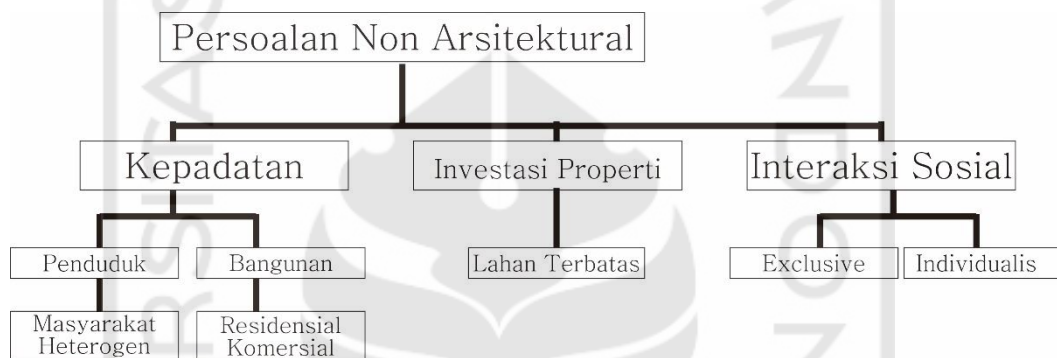 Persoalan Non Arsitektural
Kepadatan
Investasi Properti
Interaksi Sosial
Penduduk
Bangunan
Lahan Terbatas
Exclusive
Individualis
Masyarakat
Heterogen
Residensial
Komersial